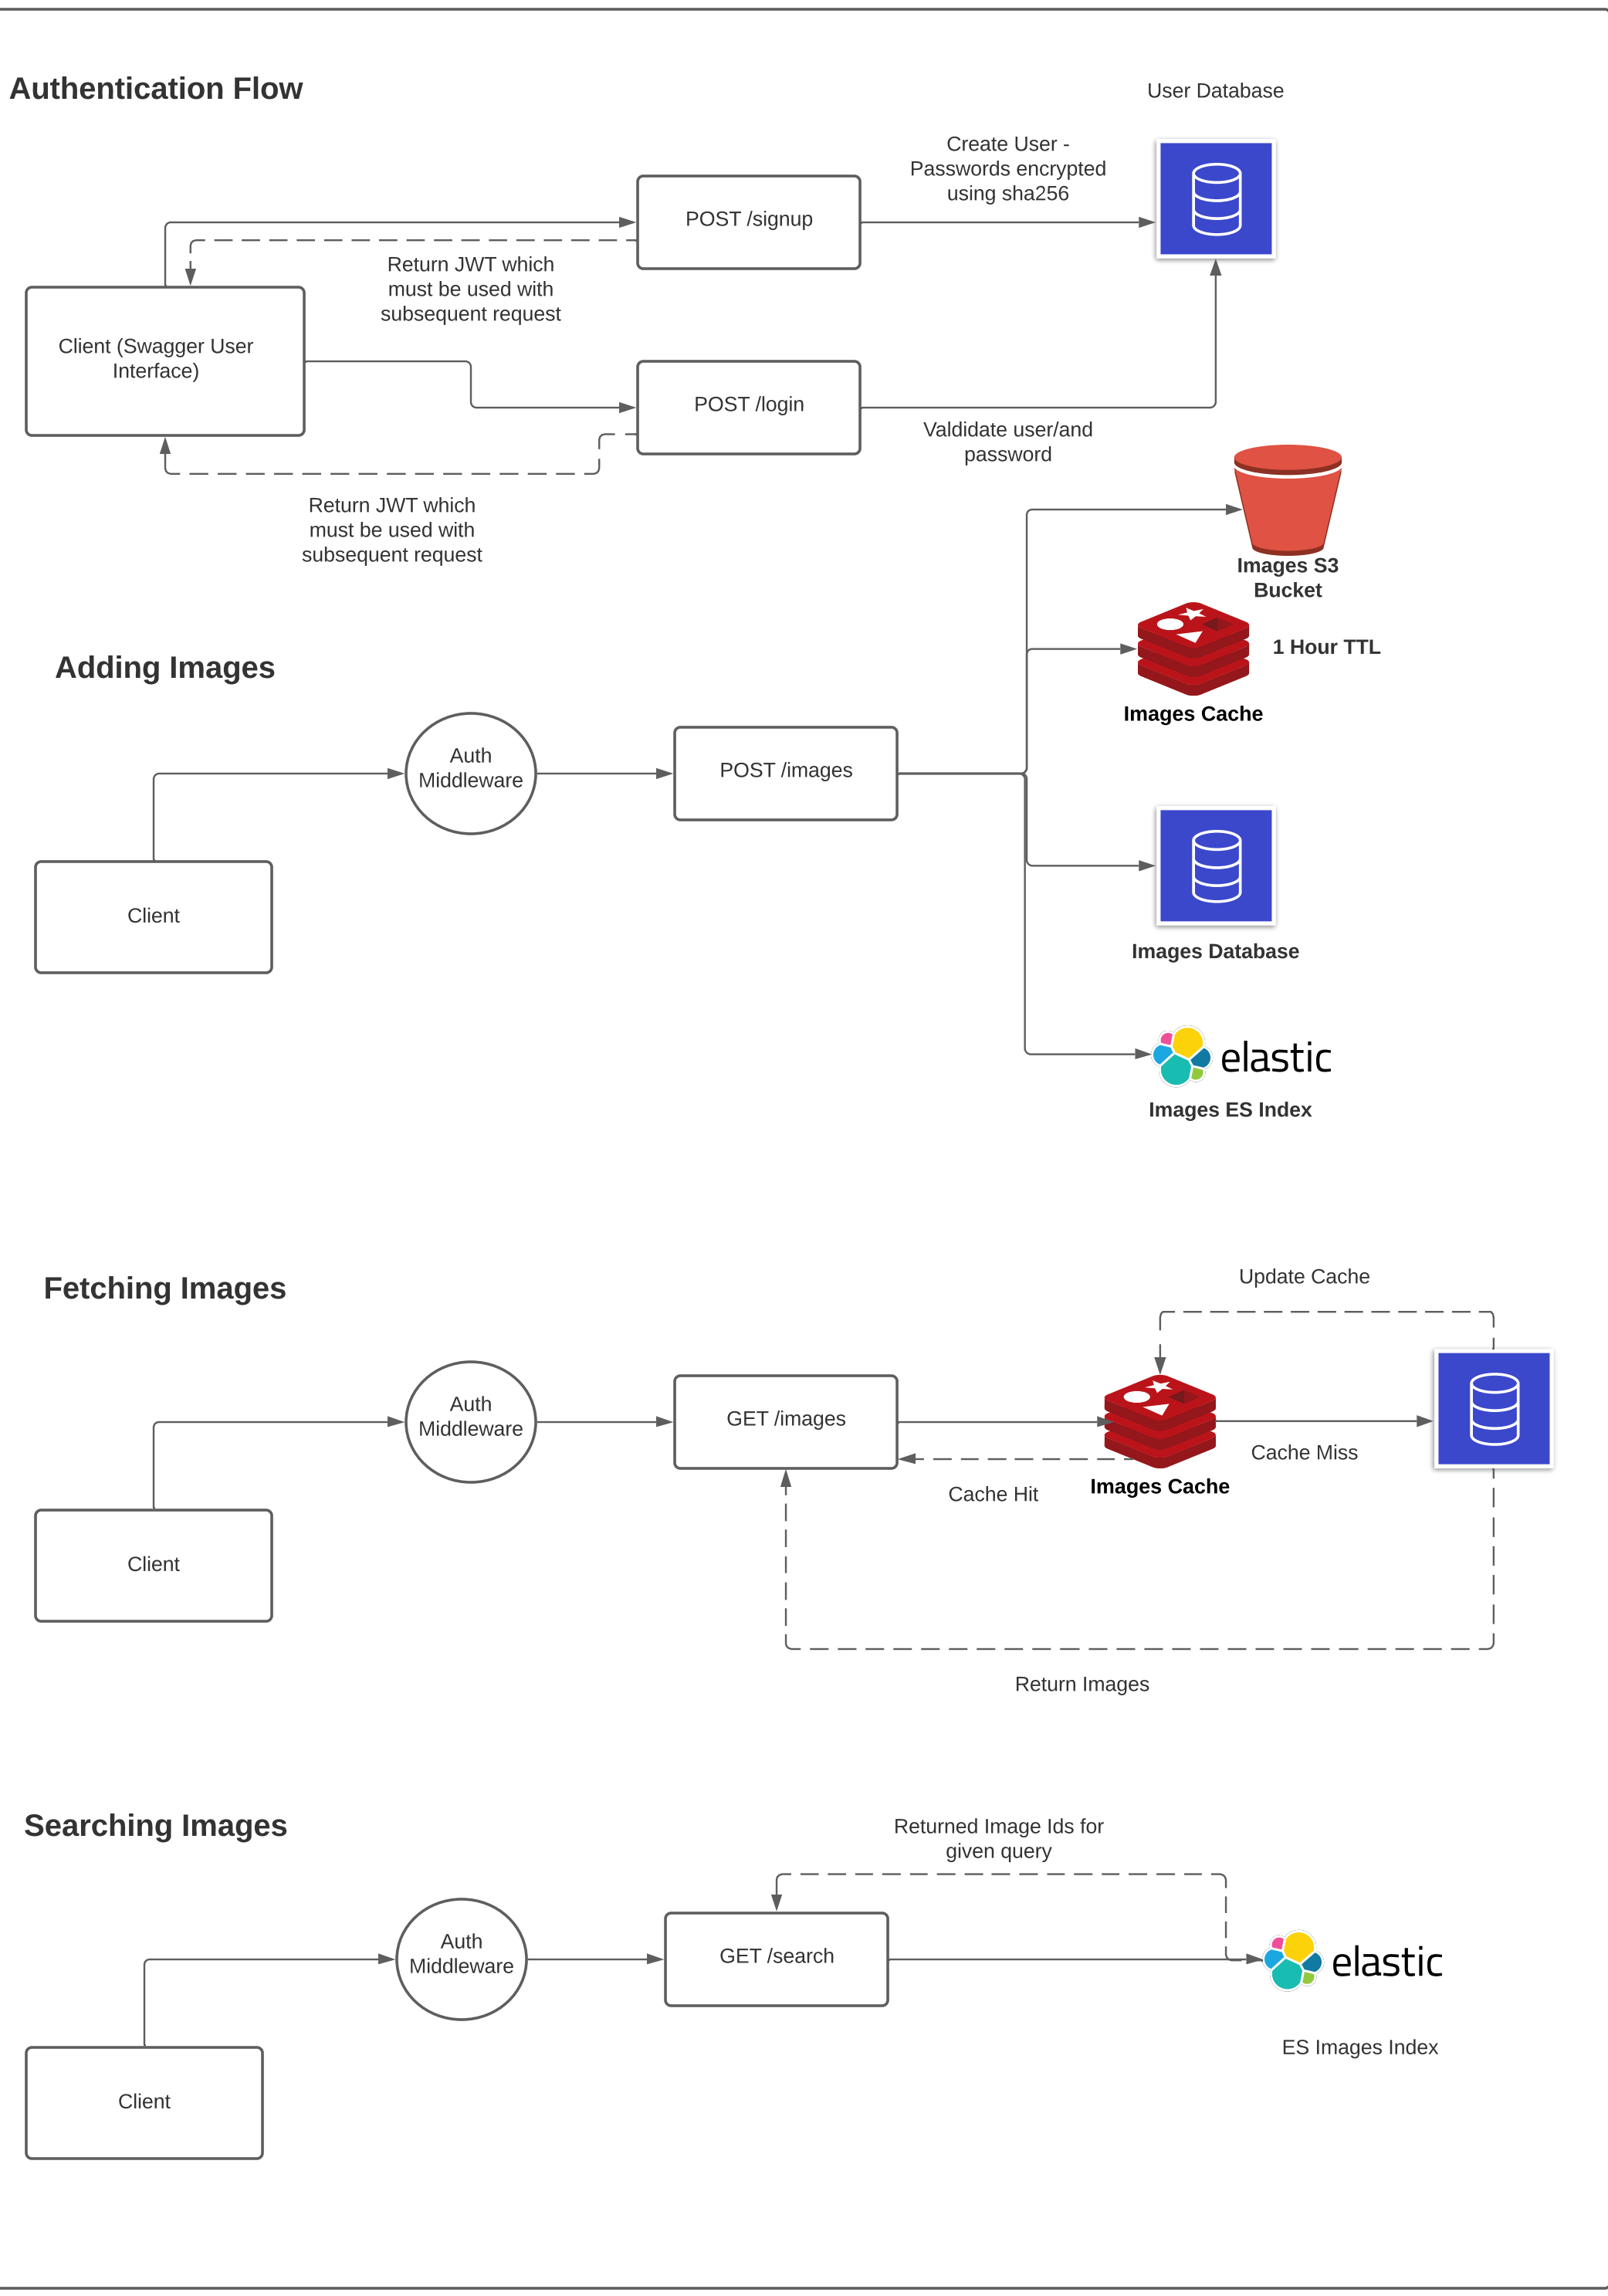 Authentication Flow
User Database
Create User -
Passwords encrypted
using sha256
POST /signup
Return JWT which
must be used with
subsequent request
Client (Swagger User
Interface)
POST /login
Valdidate user/and
password
Return JWT which
must be used with
subsequent request
Images S3
Bucket
Adding Images
1 Hour TTL
Images Cache
Auth
Middleware
POST /images
Client
Images Database
elastic
Images ES Index
Fetching Images
Update Cache
Auth
Middleware
GET /images
Cache Miss
Images Cache
Cache Hit
Client
Return Images
Searching Images
Returned Image Ids for
given query
Auth
Middleware
GET /search
elastic
ES Images Index
Client